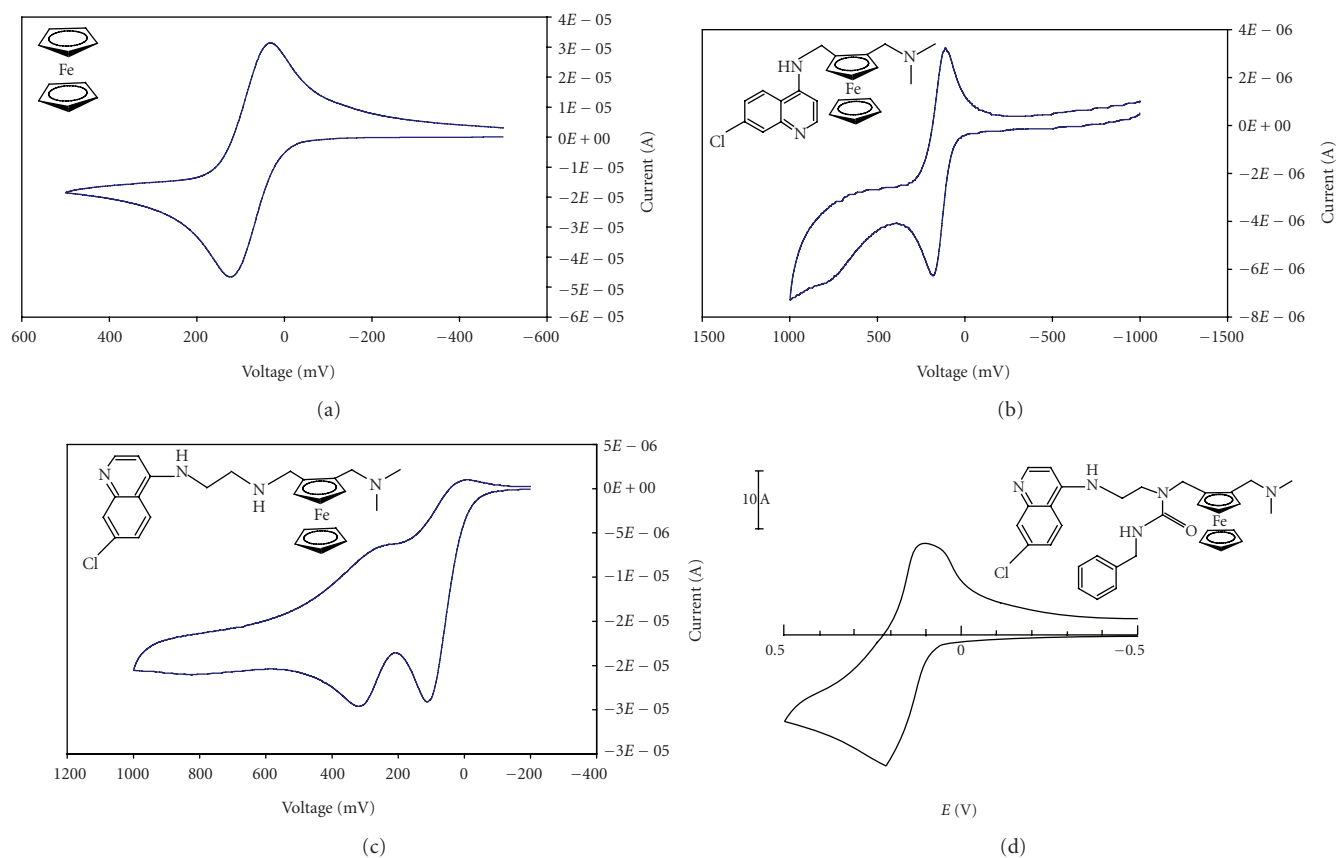 Fe
4E − 05
3E − 05
2E − 05
1E − 05
0E + 00
−1E − 05
−2E − 05
−3E − 05
−4E − 05
−5E − 05
−6E − 05
Current (A)
600 400 200 0 −200 −400 −600
Voltage (mV)
(a)
HN
N
Fe
Cl
N
4E − 06
2E − 06
0E + 00
−2E − 06
−4E − 06
−6E − 06
−8E − 06
Current (A)
1500 1000 500 0 −500 −1000 −1500
Voltage (mV)
(b)
H
N
N
N
H
N
Fe
Cl
5E − 06
0E + 00
−5E − 06
−1E − 05
−2E − 05
−2E − 05
−3E − 05
−3E − 05
Current (A)
1200 1000 800 600 400 200 0 −200 −400
Voltage (mV)
(c)
10 A
H
N
N
N
N
Fe
HN
O
Cl
0.5 0 −0.5
E (V)
(d)